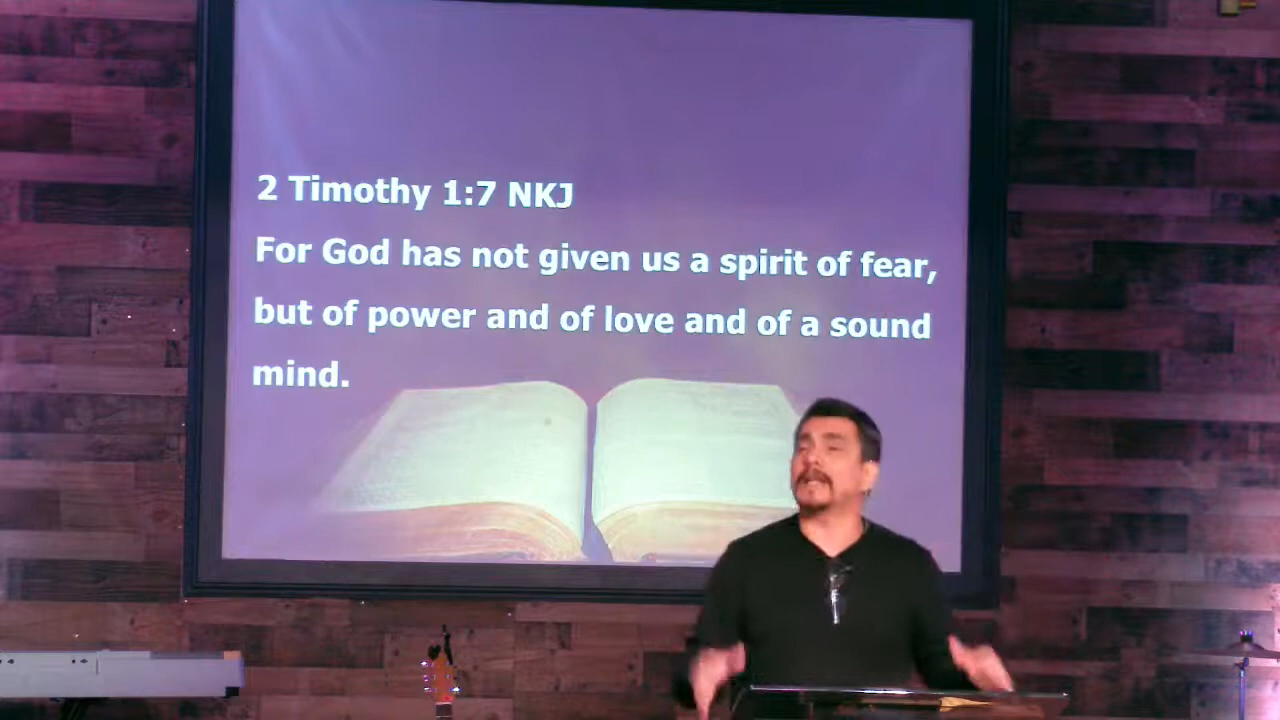 2 Timothy 1:7 NKJ
For God has not given us a spirit of fear,
but of power and of love and of a sound
mind.